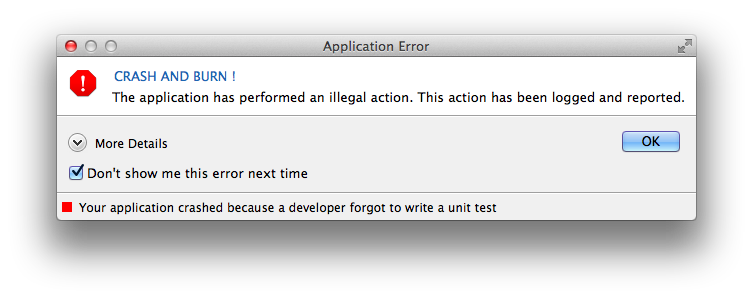 Application Error
CRASH AND BURN !
The application has performed an illegal action. This action has been logged and reported.
More Details
OK
Don't show me this error next time
Your application crashed because a developer forgot to write a unit test